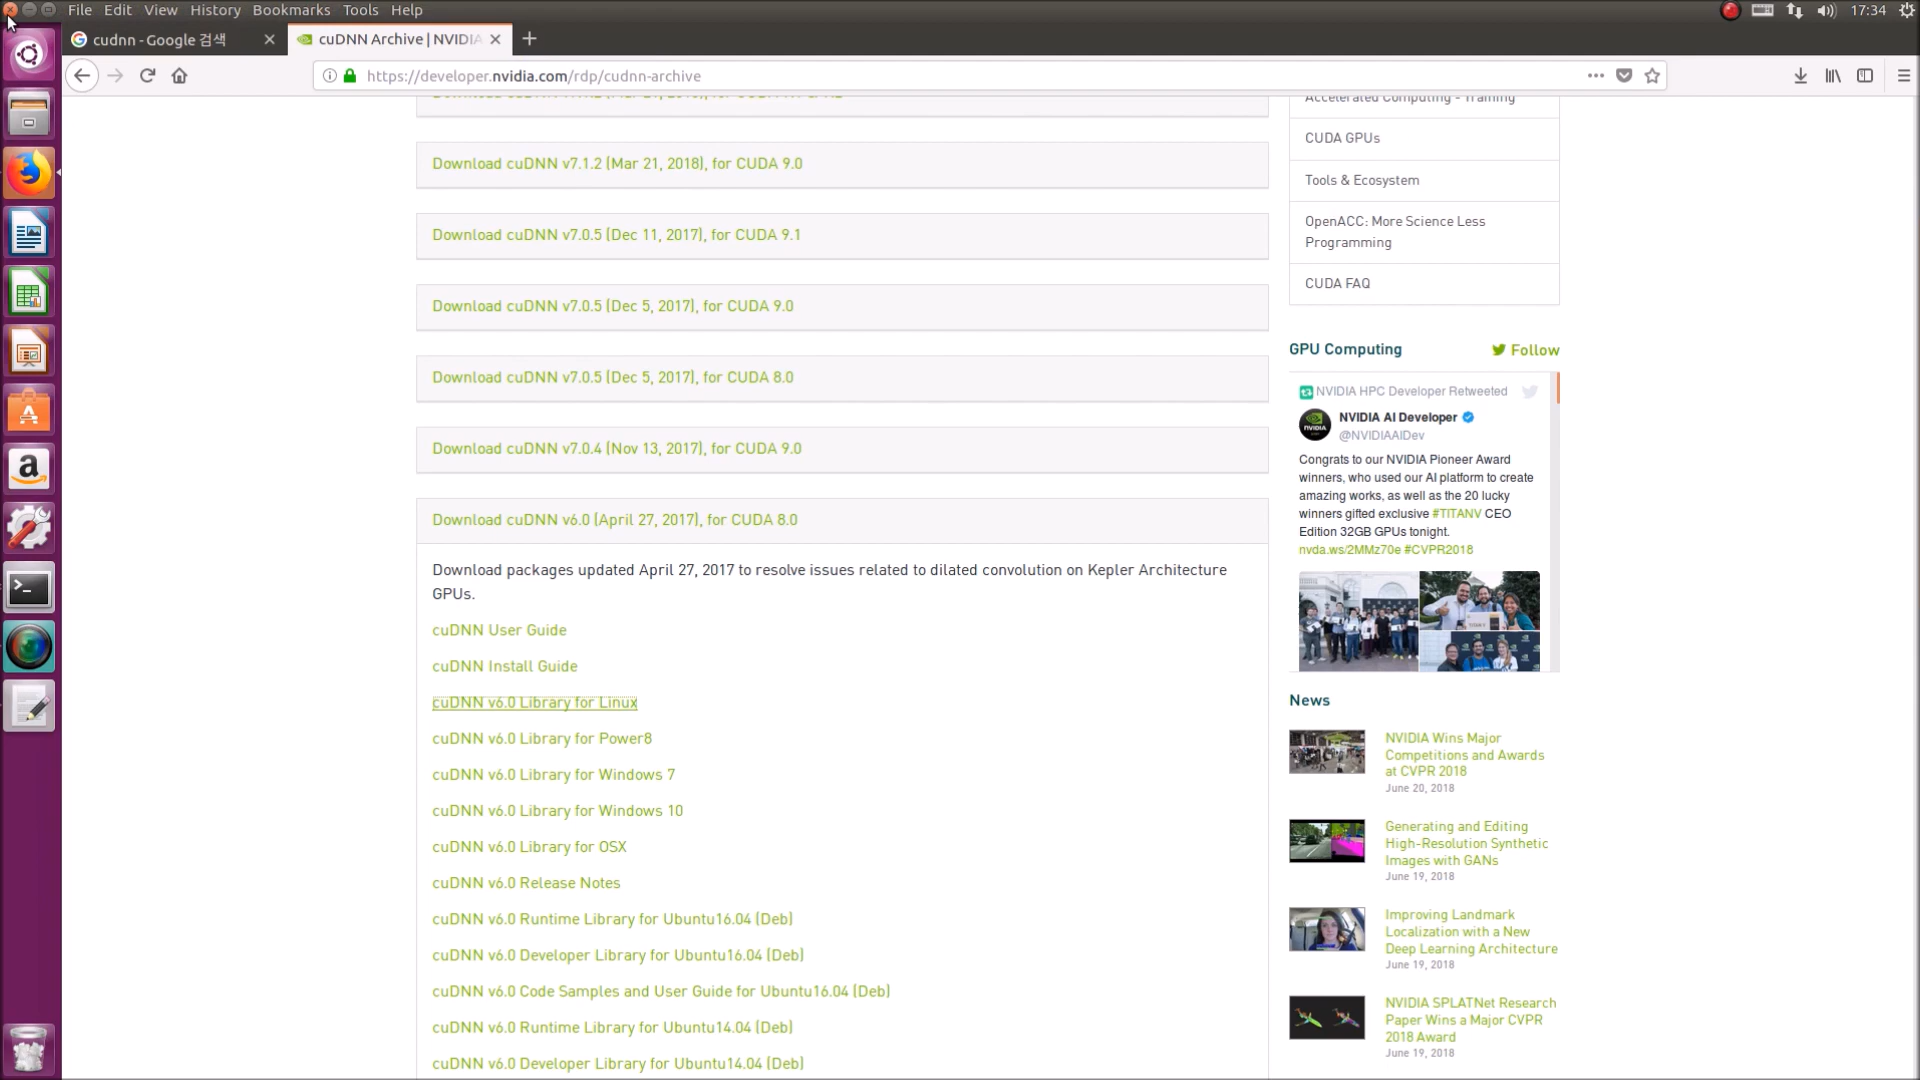 File Edit View History Bookmarks Tools Help
17:34
cudnn - Google 검색
cuDNN Archive | NVIDIA
https://developer.nvidia.com/rdp/cudnn-archive
Download cuDNN v7.1.2 (Mar 21, 2018), for CUDA 9.0
Download cuDNN v7.0.5 (Dec 11, 2017), for CUDA 9.1
Download cuDNN v7.0.5 (Dec 5, 2017), for CUDA 9.0
Download cuDNN v7.0.5 (Dec 5, 2017), for CUDA 8.0
Download cuDNN v7.0.4 (Nov 13, 2017), for CUDA 9.0
Download cuDNN v6.0 (April 27, 2017), for CUDA 8.0
Download packages updated April 27, 2017 to resolve issues related to dilated convolution on Kepler Architecture
GPUs.
cuDNN User Guide
cuDNN Install Guide
cuDNN v6.0 Library for Linux
cuDNN v6.0 Library for Power8
cuDNN v6.0 Library for Windows 7
cuDNN v6.0 Library for Windows 10
cuDNN v6.0 Library for OSX
cuDNN v6.0 Release Notes
cuDNN v6.0 Runtime Library for Ubuntu16.04 (Deb)
cuDNN v6.0 Developer Library for Ubuntu16.04 (Deb)
cuDNN v6.0 Code Samples and User Guide for Ubuntu16.04 (Deb)
cuDNN v6.0 Runtime Library for Ubuntu14.04 (Deb)
cuDNN v6.0 Developer Library for Ubuntu14.04 (Deb)
Accelerated Computing - Training
CUDA GPUs
Tools & Ecosystem
OpenACC: More Science Less
Programming
CUDA FAQ
GPU Computing
Follow
NVIDIA HPC Developer Retweeted
NVIDIA AI Developer
@NVIDIAAIDev
Congrats to our NVIDIA Pioneer Award
winners, who used our AI platform to create
amazing works, as well as the 20 lucky
winners gifted exclusive #TITANV CEO
Edition 32GB GPUs tonight.
nvda.ws/2MMz70e #CVPR2018
News
NVIDIA Wins Major
Competitions and Awards
at CVPR 2018
June 20, 2018
Generating and Editing
High-Resolution Synthetic
Images with GANs
June 19, 2018
Improving Landmark
Localization with a New
Deep Learning Architecture
June 19, 2018
NVIDIA SPLATNet Research
Paper Wins a Major CVPR
2018 Award
June 19, 2018